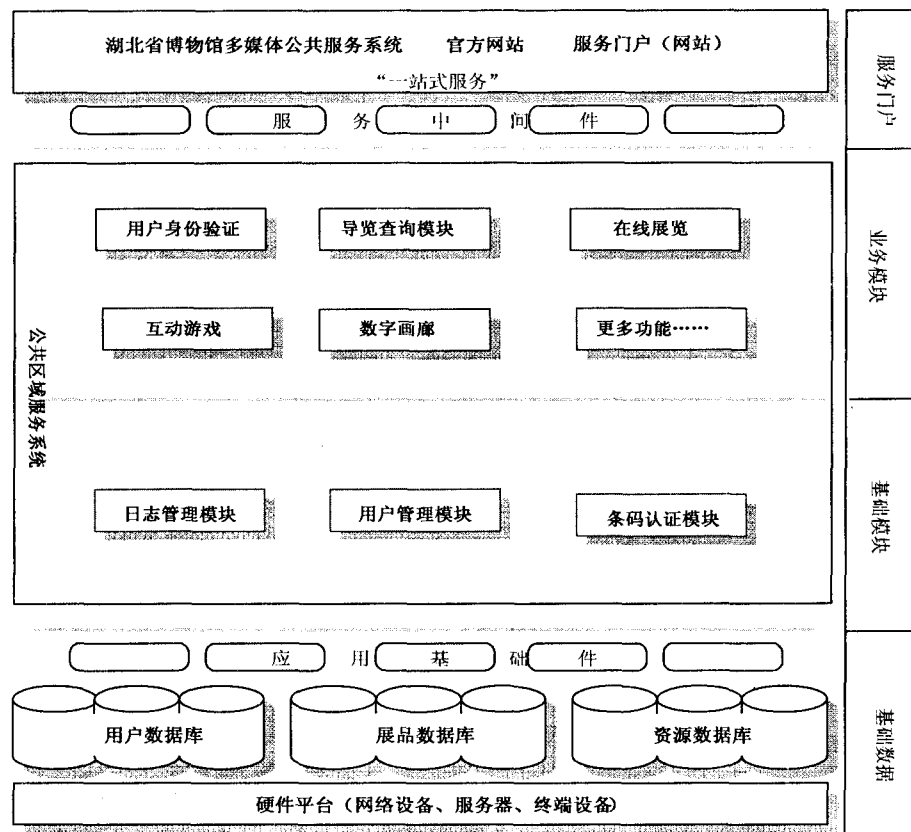 湖北省博物馆多媒体公共服务系统 官方网站 服务门户（网站）
“一站式服务”
服务中间件
服务门户
用户身份验证 导览查询模块 在线展览
互动游戏 数字画廊 更多功能……
业务模块
公共区域服务系统
日志管理模块 用户管理模块 条码认证模块
基础模块
应用基础件
用户数据库 展品数据库 资源数据库
基础数据
硬件平台（网络设备、服务器、终端设备）